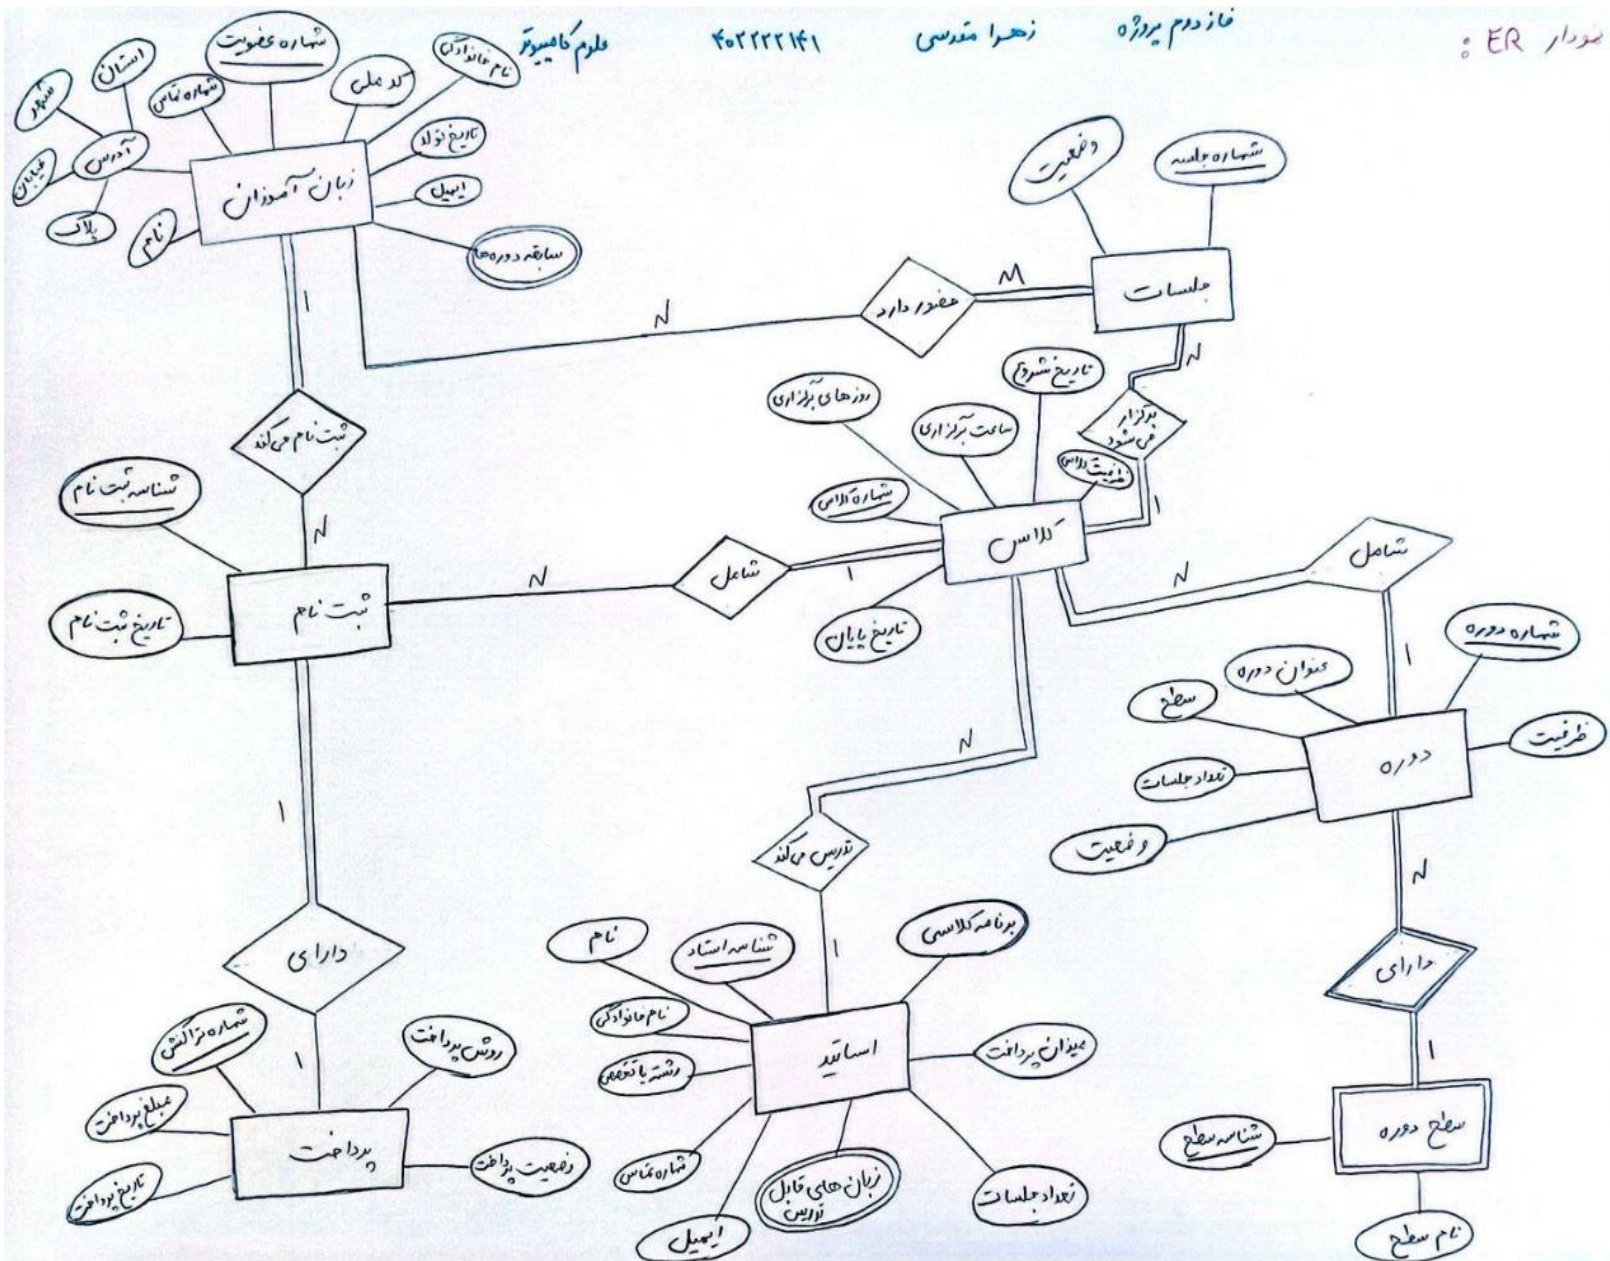 نمودار ER :
فاز دوم پروژه
زهرا مقدسی
۴۰۲۲۲۲۱۴۱
علوم کامپیوتر
شماره عضویت
نام خانوادگی
کد ملی
استان
شماره تماس
شهر
آدرس
خیابان
پلاک
نام
تاریخ تولد
ایمیل
سابقه دوره ها
زبان آموزان
وضعیت
شماره جلسه
جلسات
M
حضور دارد
N
1
N
برگزار می شود
1
ثبت نام می کند
N
تاریخ شروع
روزهای برگزاری
ساعت برگزاری
ظرفیت کلاس
شماره کلاس
کلاس
تاریخ پایان
شناسه ثبت نام
تاریخ ثبت نام
ثبت نام
N
شامل
1
N
شامل
1
شماره دوره
عنوان دوره
سطح
ظرفیت
تعداد جلسات
وضعیت
دوره
N
تدریس می کند
1
1
دارای
1
N
دارای
1
برنامه کلاسی
شناسه استاد
نام
نام خانوادگی
رشته یا تخصص
شماره تماس
ایمیل
زبان های قابل تدریس
تعداد جلسات
میزان پرداخت
اساتید
شماره تراکنش
روش پرداخت
مبلغ پرداخت
تاریخ پرداخت
وضعیت پرداخت
پرداخت
سطح دوره
شناسه سطح
نام سطح